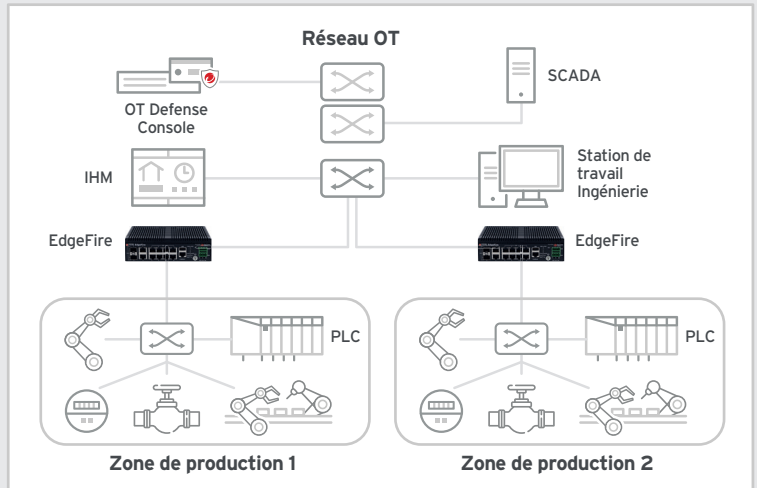 Réseau OT
OT Defense
Console
SCADA
IHM
Station de
travail
Ingénierie
EdgeFire
EdgeFire
PLC
PLC
Zone de production 1
Zone de production 2